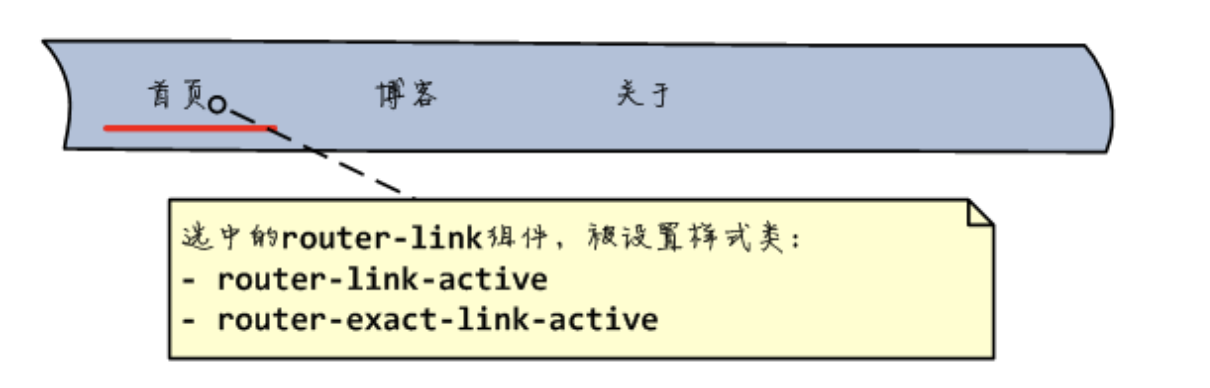 首页 博客 关于
选中的router-link组件, 被设置样式类:
- router-link-active
- router-exact-link-active